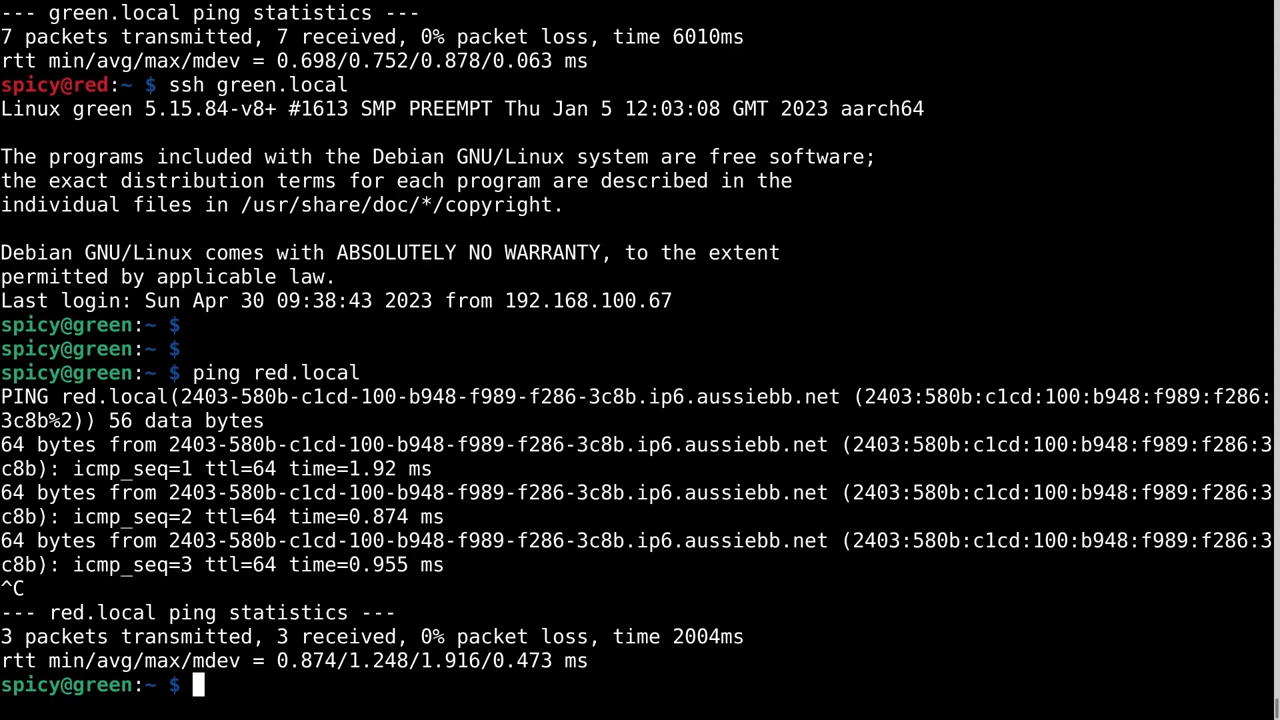 --- green.local ping statistics ---
7 packets transmitted, 7 received, 0% packet loss, time 6010ms
rtt min/avg/max/mdev = 0.698/0.752/0.878/0.063 ms
spicy@red:~ $ ssh green.local
Linux green 5.15.84-v8+ #1613 SMP PREEMPT Thu Jan 5 12:03:08 GMT 2023 aarch64
The programs included with the Debian GNU/Linux system are free software;
the exact distribution terms for each program are described in the
individual files in /usr/share/doc/*/copyright.
Debian GNU/Linux comes with ABSOLUTELY NO WARRANTY, to the extent
permitted by applicable law.
Last login: Sun Apr 30 09:38:43 2023 from 192.168.100.67
spicy@green:~ $
spicy@green:~ $
spicy@green:~ $ ping red.local
PING red.local(2403-580b-c1cd-100-b948-f989-f286-3c8b.ip6.aussiebb.net (2403:580b:c1cd:100:b948:f989:f286:
3c8b%2)) 56 data bytes
64 bytes from 2403-580b-c1cd-100-b948-f989-f286-3c8b.ip6.aussiebb.net (2403:580b:c1cd:100:b948:f989:f286:3
c8b): icmp_seq=1 ttl=64 time=1.92 ms
64 bytes from 2403-580b-c1cd-100-b948-f989-f286-3c8b.ip6.aussiebb.net (2403:580b:c1cd:100:b948:f989:f286:3
c8b): icmp_seq=2 ttl=64 time=0.874 ms
64 bytes from 2403-580b-c1cd-100-b948-f989-f286-3c8b.ip6.aussiebb.net (2403:580b:c1cd:100:b948:f989:f286:3
c8b): icmp_seq=3 ttl=64 time=0.955 ms
^C
--- red.local ping statistics ---
3 packets transmitted, 3 received, 0% packet loss, time 2004ms
rtt min/avg/max/mdev = 0.874/1.248/1.916/0.473 ms
spicy@green:~ $